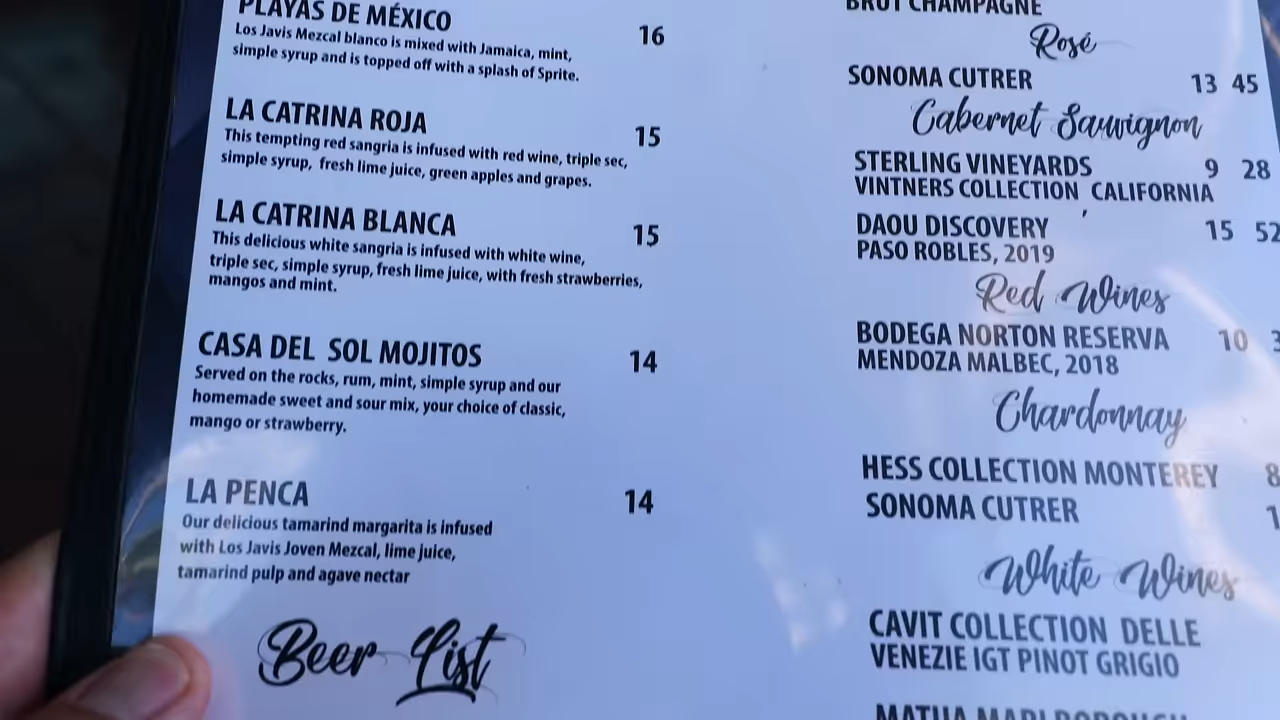 PLAYAS DE MÉXICO 16
Los Javis Mezcal blanco is mixed with Jamaica, mint,
simple syrup and is topped off with a splash of Sprite.
LA CATRINA ROJA 15
This tempting red sangria is infused with red wine, triple sec,
simple syrup, fresh lime juice, green apples and grapes.
LA CATRINA BLANCA 15
This delicious white sangria is infused with white wine,
triple sec, simple syrup, fresh lime juice, with fresh strawberries,
mangos and mint.
CASA DEL SOL MOJITOS 14
Served on the rocks, rum, mint, simple syrup and our
homemade sweet and sour mix, your choice of classic,
mango or strawberry.
LA PENCA 14
Our delicious tamarind margarita is infused
with Los Javis Joven Mezcal, lime juice,
tamarind pulp and agave nectar
Beer List
BRUT CHAMPAGNE
Rosé
SONOMA CUTRER 13 45
Cabernet Sauvignon
STERLING VINEYARDS 9 28
VINTNERS COLLECTION, CALIFORNIA
DAOU DISCOVERY 15 52
PASO ROBLES, 2019
Red Wines
BODEGA NORTON RESERVA 10
MENDOZA MALBEC, 2018
Chardonnay
HESS COLLECTION MONTEREY 8
SONOMA CUTRER
White Wines
CAVIT COLLECTION DELLE
VENEZIE IGT PINOT GRIGIO
MATUA MARLBOROUGH